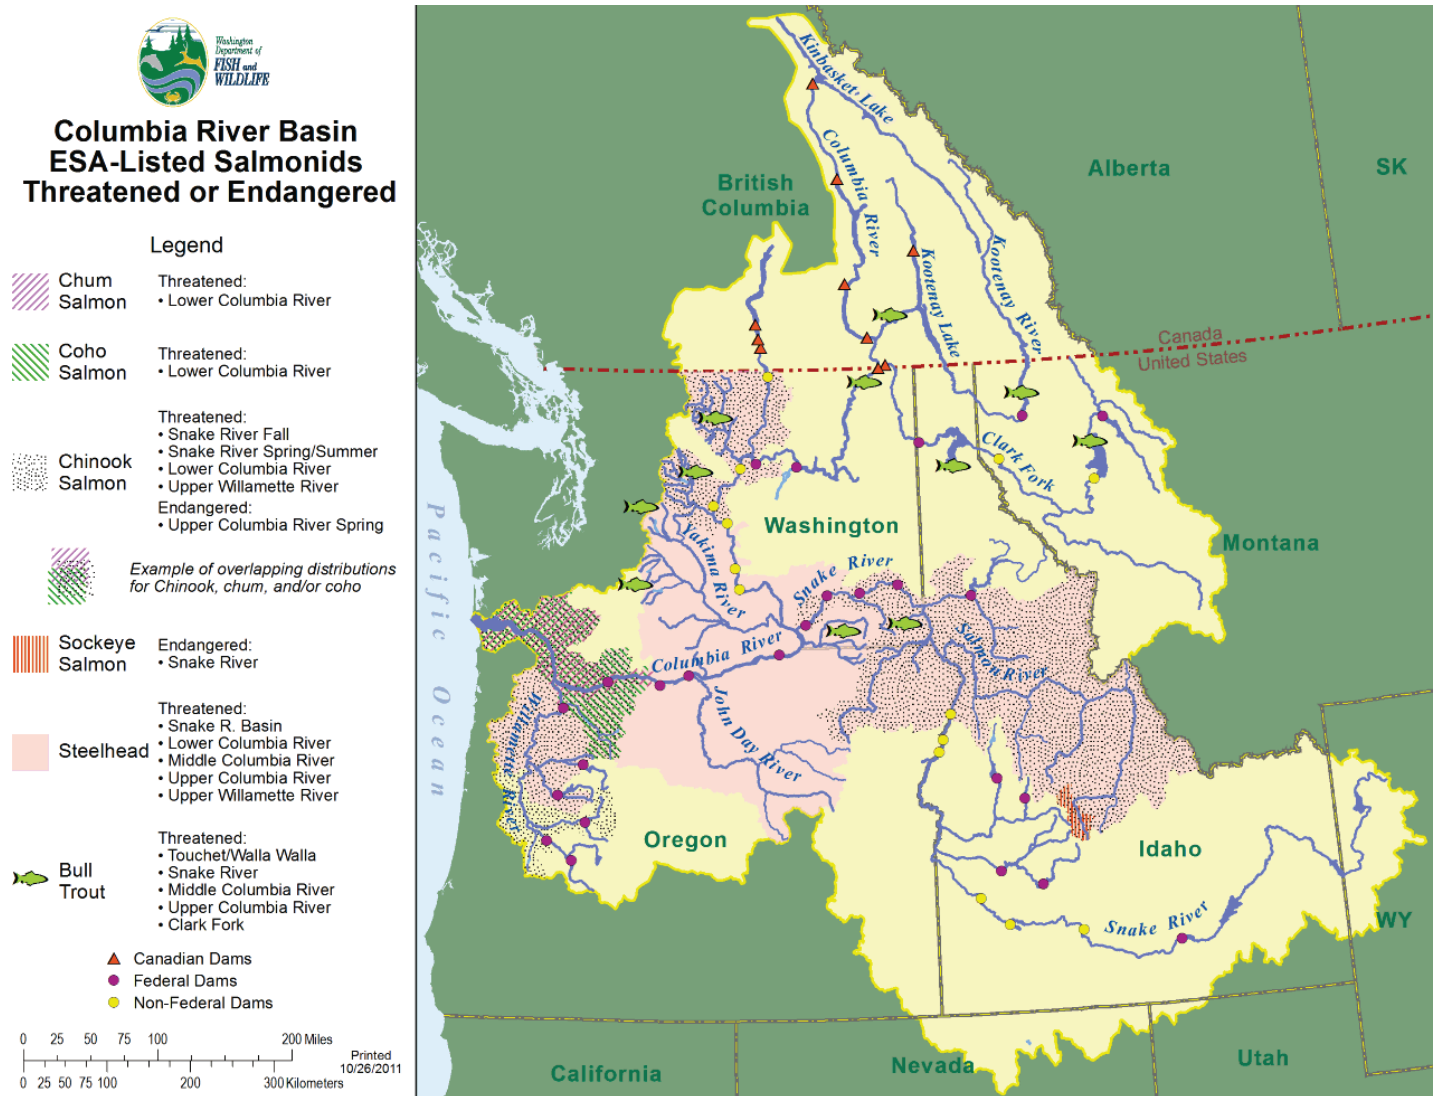 Washington
Department of
FISH and
WILDLIFE
Columbia River Basin
ESA-Listed Salmonids
Threatened or Endangered
Legend
Chum
Salmon
Threatened:
• Lower Columbia River
Coho
Salmon
Threatened:
• Lower Columbia River
Chinook
Salmon
Threatened:
• Snake River Fall
• Snake River Spring/Summer
• Lower Columbia River
• Upper Willamette River
Endangered:
• Upper Columbia River Spring
Example of overlapping distributions
for Chinook, chum, and/or coho
Sockeye
Salmon
Endangered:
• Snake River
Steelhead
Threatened:
• Snake R. Basin
• Lower Columbia River
• Middle Columbia River
• Upper Columbia River
• Upper Willamette River
Bull
Trout
Threatened:
• Touchet/Walla Walla
• Snake River
• Middle Columbia River
• Upper Columbia River
• Clark Fork
Canadian Dams
Federal Dams
Non-Federal Dams
0 25 50 75 100 200 Miles
0 25 50 75 100 200 300 Kilometers
Printed
10/26/2011
Kinbasket Lake
Columbia River
British
Columbia
Alberta
SK
Kootenay Lake
Kootenay River
Canada
United States
Clark Fork
Washington
Montana
Yakima River
Snake River
Pacific Ocean
Columbia River
Salmon River
Willamette River
John Day River
Oregon
Idaho
Snake River
WY
California
Nevada
Utah